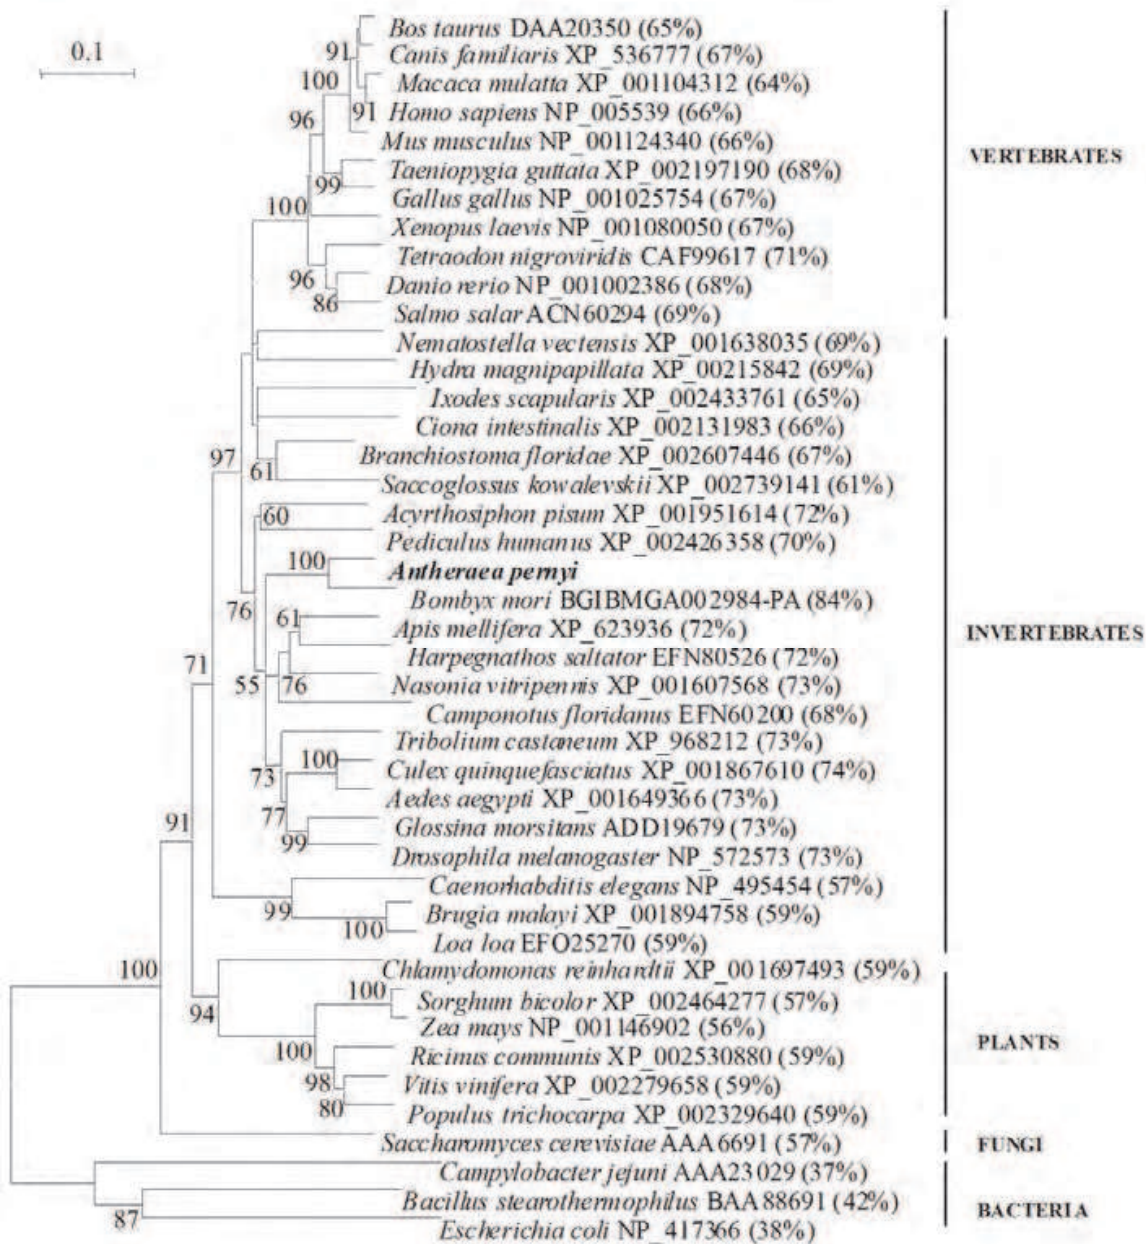 0.1
Bos taurus DAA20350 (65%)
Canis familiaris XP_536777 (67%)
Macaca mulatta XP_001104312 (64%)
Homo sapiens NP_005539 (66%)
Mus musculus NP_001124340 (66%)
Taeniopygia guttata XP_002197190 (68%)
Gallus gallus NP_001025754 (67%)
Xenopus laevis NP_001080050 (67%)
Tetraodon nigroviridis CAF99617 (71%)
Danio rerio NP_001002386 (68%)
Salmo salar ACN60294 (69%)
Nematostella vectensis XP_001638035 (69%)
Hydra magnipapillata XP_00215842 (69%)
Ixodes scapularis XP_002433761 (65%)
Ciona intestinalis XP_002131983 (66%)
Branchiostoma floridae XP_002607446 (67%)
Saccoglossus kowalevskii XP_002739141 (61%)
Acyrthosiphon pisum XP_001951614 (72%)
Pediculus humanus XP_002426358 (70%)
Antheraea pernyi
Bombyx mori BGIBMGA002984-PA (84%)
Apis mellifera XP_623936 (72%)
Harpegnathos saltator EFN80526 (72%)
Nasonia vitripennis XP_001607568 (73%)
Camponotus floridanus EFN60200 (68%)
Tribolium castaneum XP_968212 (73%)
Culex quinquefasciatus XP_001867610 (74%)
Aedes aegypti XP_001649366 (73%)
Glossina morsitans ADD19679 (73%)
Drosophila melanogaster NP_572573 (73%)
Caenorhabditis elegans NP_495454 (57%)
Brugia malayi XP_001894758 (59%)
Loa loa EFO25270 (59%)
Chlamydomonas reinhardtii XP_001697493 (59%)
Sorghum bicolor XP_002464277 (57%)
Zea mays NP_001146902 (56%)
Ricinus communis XP_002530880 (59%)
Vitis vinifera XP_002279658 (59%)
Populus trichocarpa XP_002329640 (59%)
Saccharomyces cerevisiae AAA6691 (57%)
Campylobacter jejuni AAA23029 (37%)
Bacillus stearothermophilus BAA88691 (42%)
Escherichia coli NP_417366 (38%)
91
100
91
96
99
100
96
86
97
61
60
100
76
61
71
55
76
100
73
77
91
99
99
100
100
100
94
100
98
80
87
VERTEBRATES
INVERTEBRATES
PLANTS
FUNGI
BACTERIA